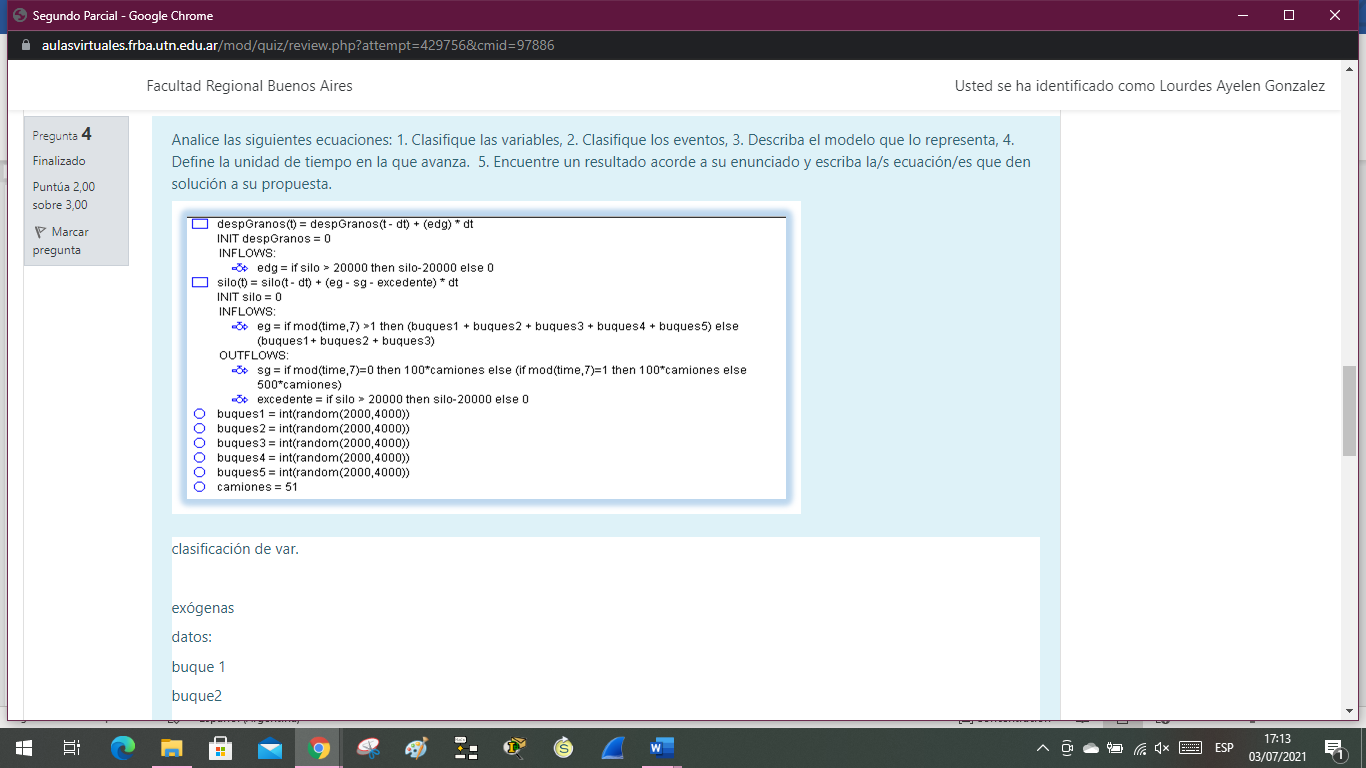 Segundo Parcial - Google Chrome
aulasvirtuales.frba.utn.edu.ar/mod/quiz/review.php?attempt=429756&cmid=97886
Facultad Regional Buenos Aires
Usted se ha identificado como Lourdes Ayelen Gonzalez
Pregunta 4
Finalizado
Puntúa 2,00
sobre 3,00
Marcar
pregunta
Analice las siguientes ecuaciones: 1. Clasifique las variables, 2. Clasifique los eventos, 3. Describa el modelo que lo representa, 4.
Define la unidad de tiempo en la que avanza.  5. Encuentre un resultado acorde a su enunciado y escriba la/s ecuación/es que den
solución a su propuesta.
despGranos(t) = despGranos(t - dt) + (edg) * dt
INIT despGranos = 0
INFLOWS:
edg = if silo > 20000 then silo-20000 else 0
silo(t) = silo(t - dt) + (eg - sg - excedente) * dt
INIT silo = 0
INFLOWS:
eg = if mod(time,7) >1 then (buques1 + buques2 + buques3 + buques4 + buques5) else
(buques1+ buques2 + buques3)
OUTFLOWS:
sg = if mod(time,7)=0 then 100*camiones else (if mod(time,7)=1 then 100*camiones else
500*camiones)
excedente = if silo > 20000 then silo-20000 else 0
buques1 = int(random(2000,4000))
buques2 = int(random(2000,4000))
buques3 = int(random(2000,4000))
buques4 = int(random(2000,4000))
buques5 = int(random(2000,4000))
camiones = 51
clasificación de var.
exógenas
datos:
buque 1
buque2
ESP
17:13
03/07/2021
1